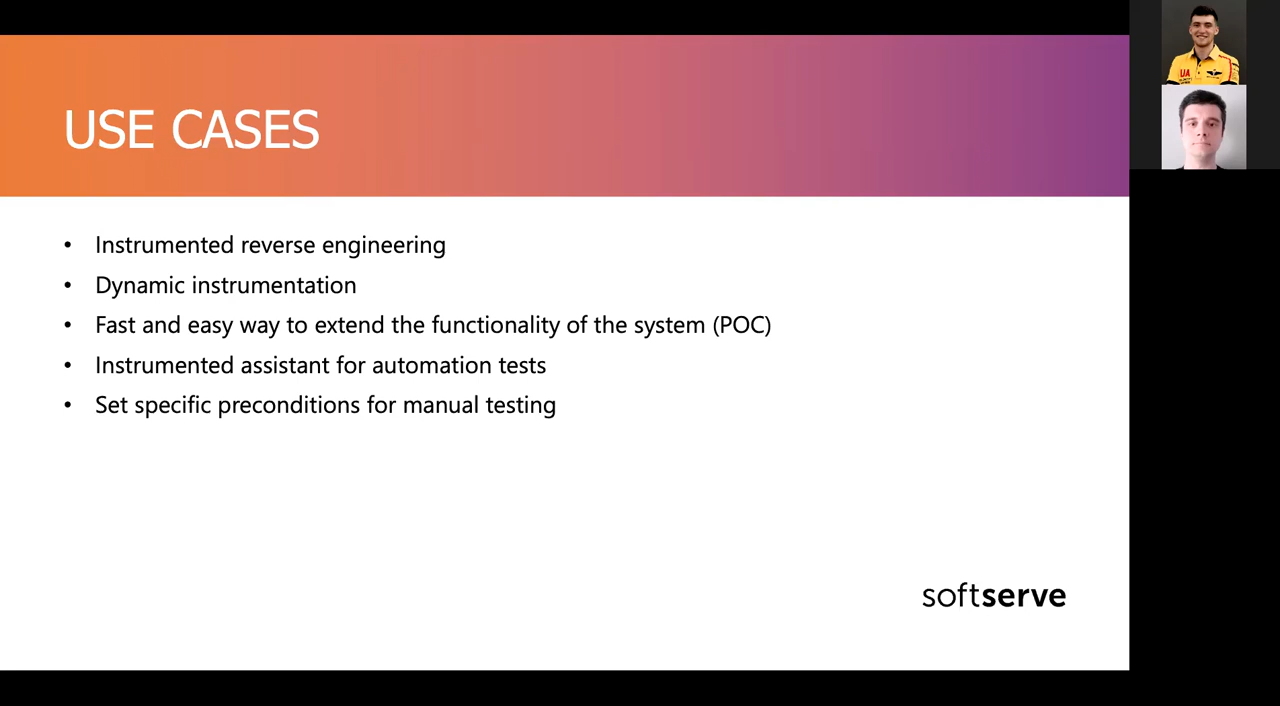 USE CASES
• Instrumented reverse engineering
• Dynamic instrumentation
• Fast and easy way to extend the functionality of the system (POC)
• Instrumented assistant for automation tests
• Set specific preconditions for manual testing
softserve
UA